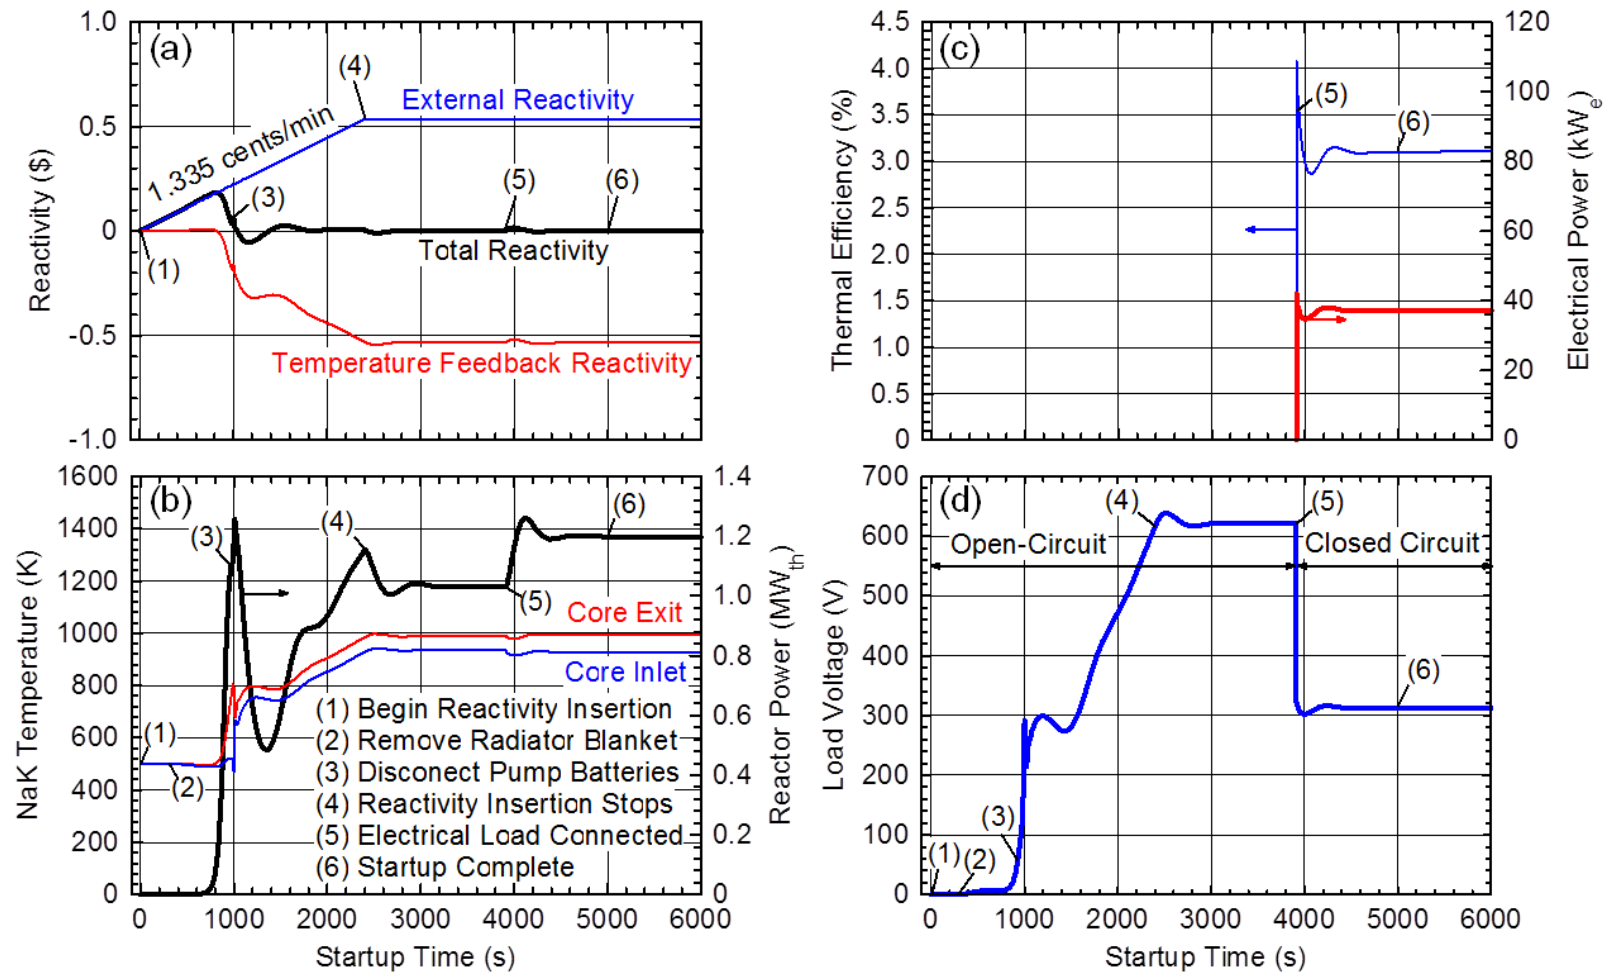 (a)
1.0
0.5
0
-0.5
-1.0
Reactivity ($)
1.335 cents/min
(4)
External Reactivity
(3)
(5)
(6)
(1)
Total Reactivity
Temperature Feedback Reactivity
(c)
4.5
4.0
3.5
3.0
2.5
2.0
1.5
1.0
0.5
0
Thermal Efficiency (%)
(5)
(6)
120
100
80
60
40
20
0
Electrical Power (kWe)
(b)
1600
1400
1200
1000
800
600
400
200
0
NaK Temperature (K)
(3)
(4)
(6)
(5)
Core Exit
Core Inlet
(1)
(2)
(1) Begin Reactivity Insertion
(2) Remove Radiator Blanket
(3) Disconect Pump Batteries
(4) Reactivity Insertion Stops
(5) Electrical Load Connected
(6) Startup Complete
1.4
1.2
1.0
0.8
0.6
0.4
0.2
0
Reactor Power (MWth)
0 1000 2000 3000 4000 5000 6000
Startup Time (s)
(d)
700
600
500
400
300
200
100
0
Load Voltage (V)
(4)
(5)
Open-Circuit
Closed Circuit
(6)
(3)
(1)
(2)
0 1000 2000 3000 4000 5000 6000
Startup Time (s)